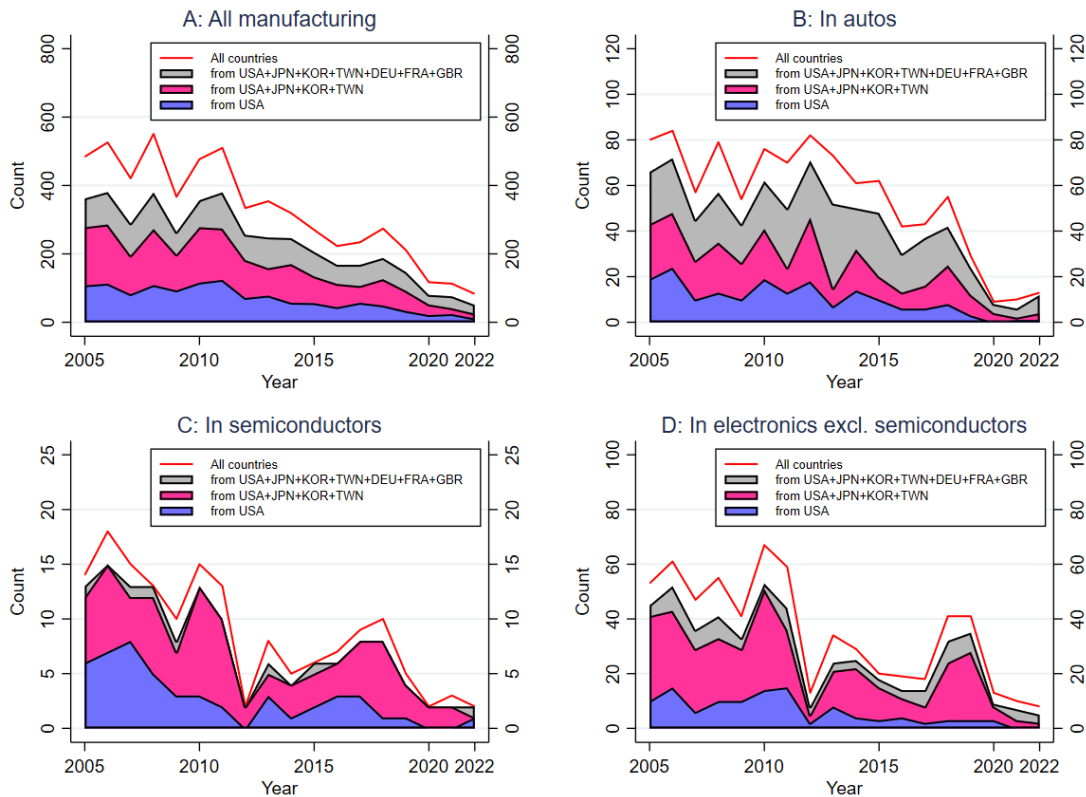 A: All manufacturing
800
600
400
200
0
Count
All countries
from USA+JPN+KOR+TWN+DEU+FRA+GBR
from USA+JPN+KOR+TWN
from USA
800
600
400
200
0
2005 2010 2015 2020 2022
Year
B: In autos
120
100
80
60
40
20
0
Count
All countries
from USA+JPN+KOR+TWN+DEU+FRA+GBR
from USA+JPN+KOR+TWN
from USA
120
100
80
60
40
20
0
2005 2010 2015 2020 2022
Year
C: In semiconductors
25
20
15
10
5
0
Count
All countries
from USA+JPN+KOR+TWN+DEU+FRA+GBR
from USA+JPN+KOR+TWN
from USA
25
20
15
10
5
0
2005 2010 2015 2020 2022
Year
D: In electronics excl. semiconductors
100
80
60
40
20
0
Count
All countries
from USA+JPN+KOR+TWN+DEU+FRA+GBR
from USA+JPN+KOR+TWN
from USA
100
80
60
40
20
0
2005 2010 2015 2020 2022
Year